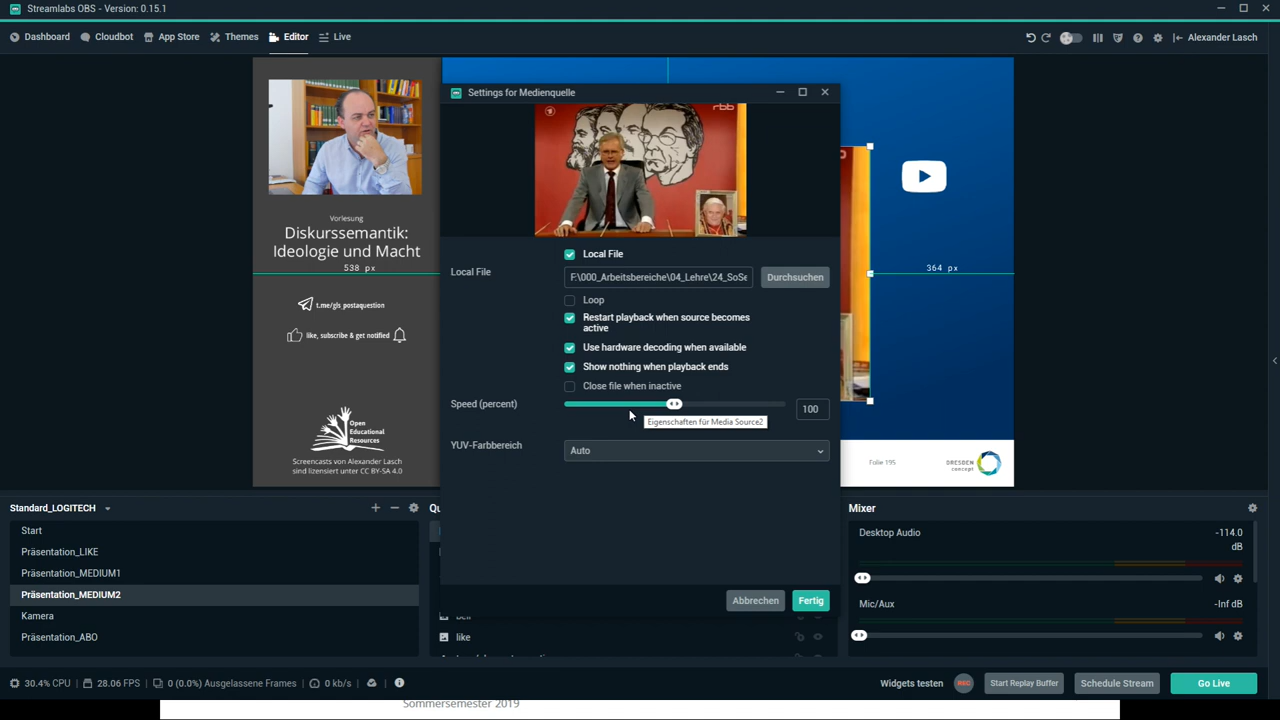 Streamlabs OBS - Version: 0.15.1
Dashboard
Cloudbot
App Store
Themes
Editor
Live
Alexander Lasch
Vorlesung
Diskurssemantik:
Ideologie und Macht
538 px
t.me/gls_postaquestion
like, subscribe & get notified
Open
Educational
Resources
Screencasts von Alexander Lasch
sind lizensiert unter CC BY-SA 4.0
Settings for Medienquelle
rbb
Local File
Local File
F:\000_Arbeitsbereiche\04_Lehre\24_SoSe
Durchsuchen
Loop
Restart playback when source becomes
active
Use hardware decoding when available
Show nothing when playback ends
Close file when inactive
Speed (percent)
100
Eigenschaften für Media Source2
YUV-Farbbereich
Auto
Abbrechen
Fertig
364 px
Folie 195
DRESDEN
concept
Standard_LOGITECH
Start
Präsentation_LIKE
Präsentation_MEDIUM1
Präsentation_MEDIUM2
Kamera
Präsentation_ABO
Qu
like
Mixer
Desktop Audio
-114.0
dB
Mic/Aux
-Inf dB
30.4% CPU
28.06 FPS
0 (0.0%) Ausgelassene Frames
0 kb/s
Widgets testen
REC
Start Replay Buffer
Schedule Stream
Go Live
Sommersemester 2019